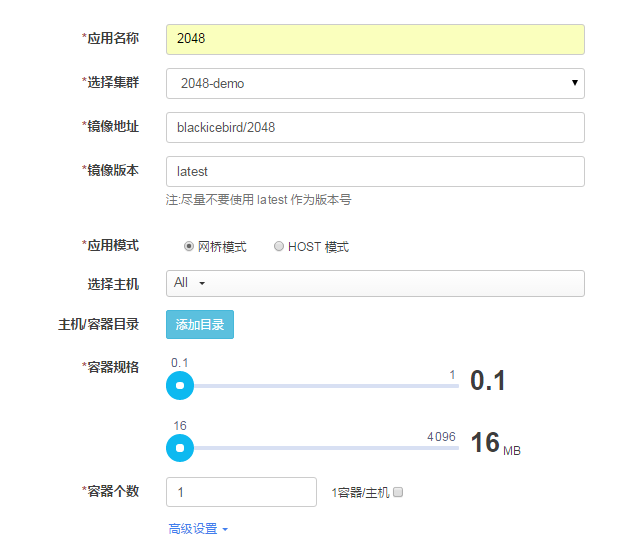 *应用名称 2048
*选择集群 2048-demo
*镜像地址 blackicebird/2048
*镜像版本 latest
注:尽量不要使用 latest 作为版本号
*应用模式 网桥模式 HOST 模式
选择主机 All
主机/容器目录 添加目录
*容器规格 0.1 1 0.1
16 4096 16 MB
*容器个数 1 1容器/主机
高级设置